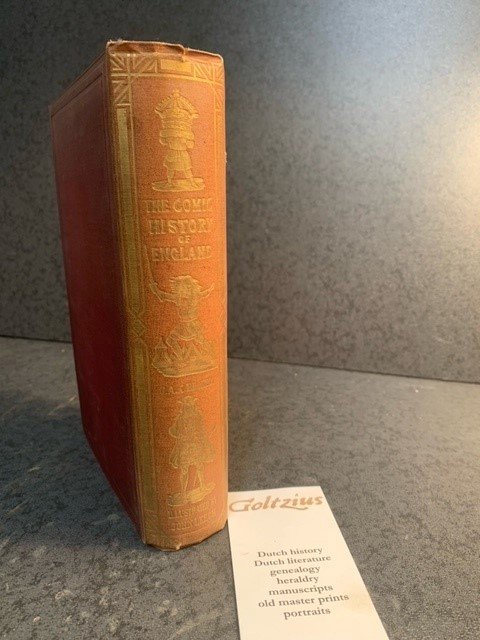 THE COMIC
HISTORY
OF
ENGLAND
Goltzius
Dutch history
Dutch literature
genealogy
heraldry
manuscripts
old master prints
portraits